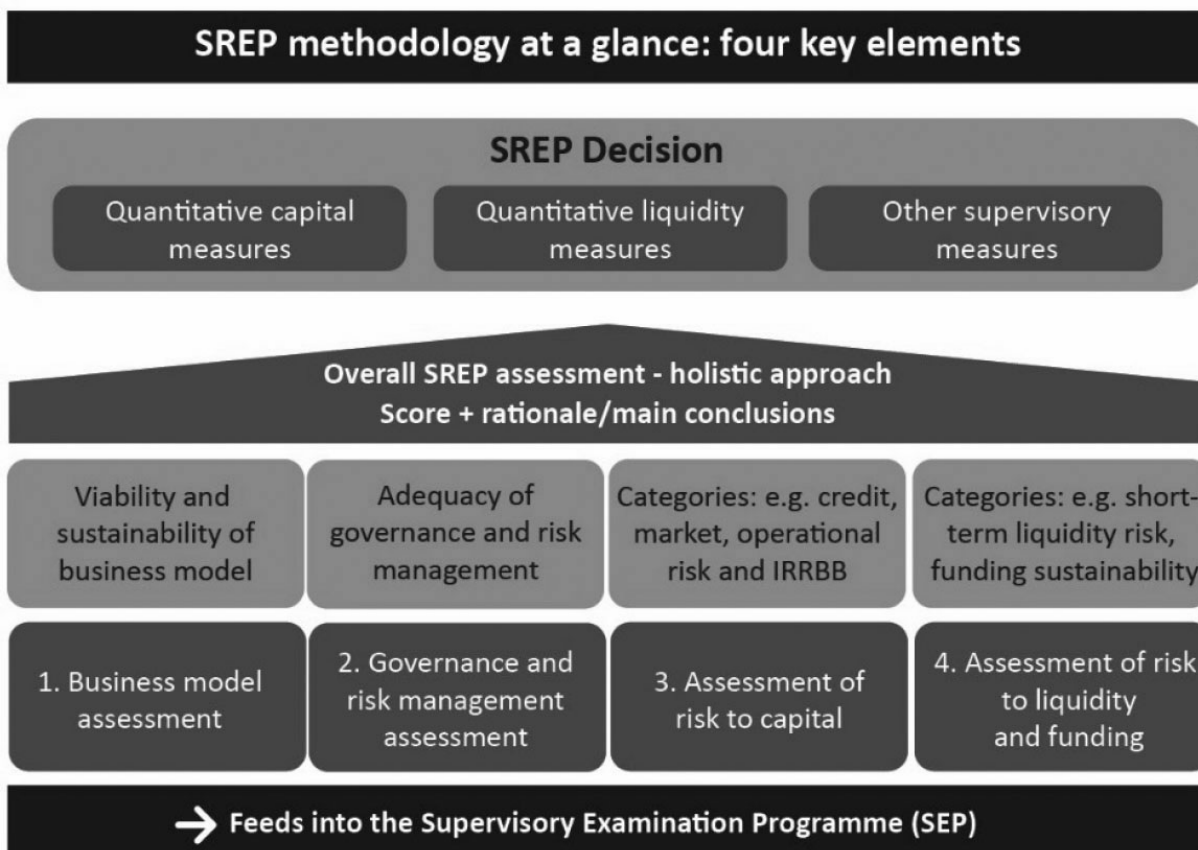 SREP methodology at a glance: four key elements
SREP Decision
Quantitative capital
measures
Quantitative liquidity
measures
Other supervisory
measures
Overall SREP assessment - holistic approach
Score + rationale/main conclusions
Viability and
sustainability of
business model
Adequacy of
governance and risk
management
Categories: e.g. credit,
market, operational
risk and IRRBB
Categories: e.g. short-
term liquidity risk,
funding sustainability
1. Business model
assessment
2. Governance and
risk management
assessment
3. Assessment of
risk to capital
4. Assessment of risk
to liquidity
and funding
→ Feeds into the Supervisory Examination Programme (SEP)